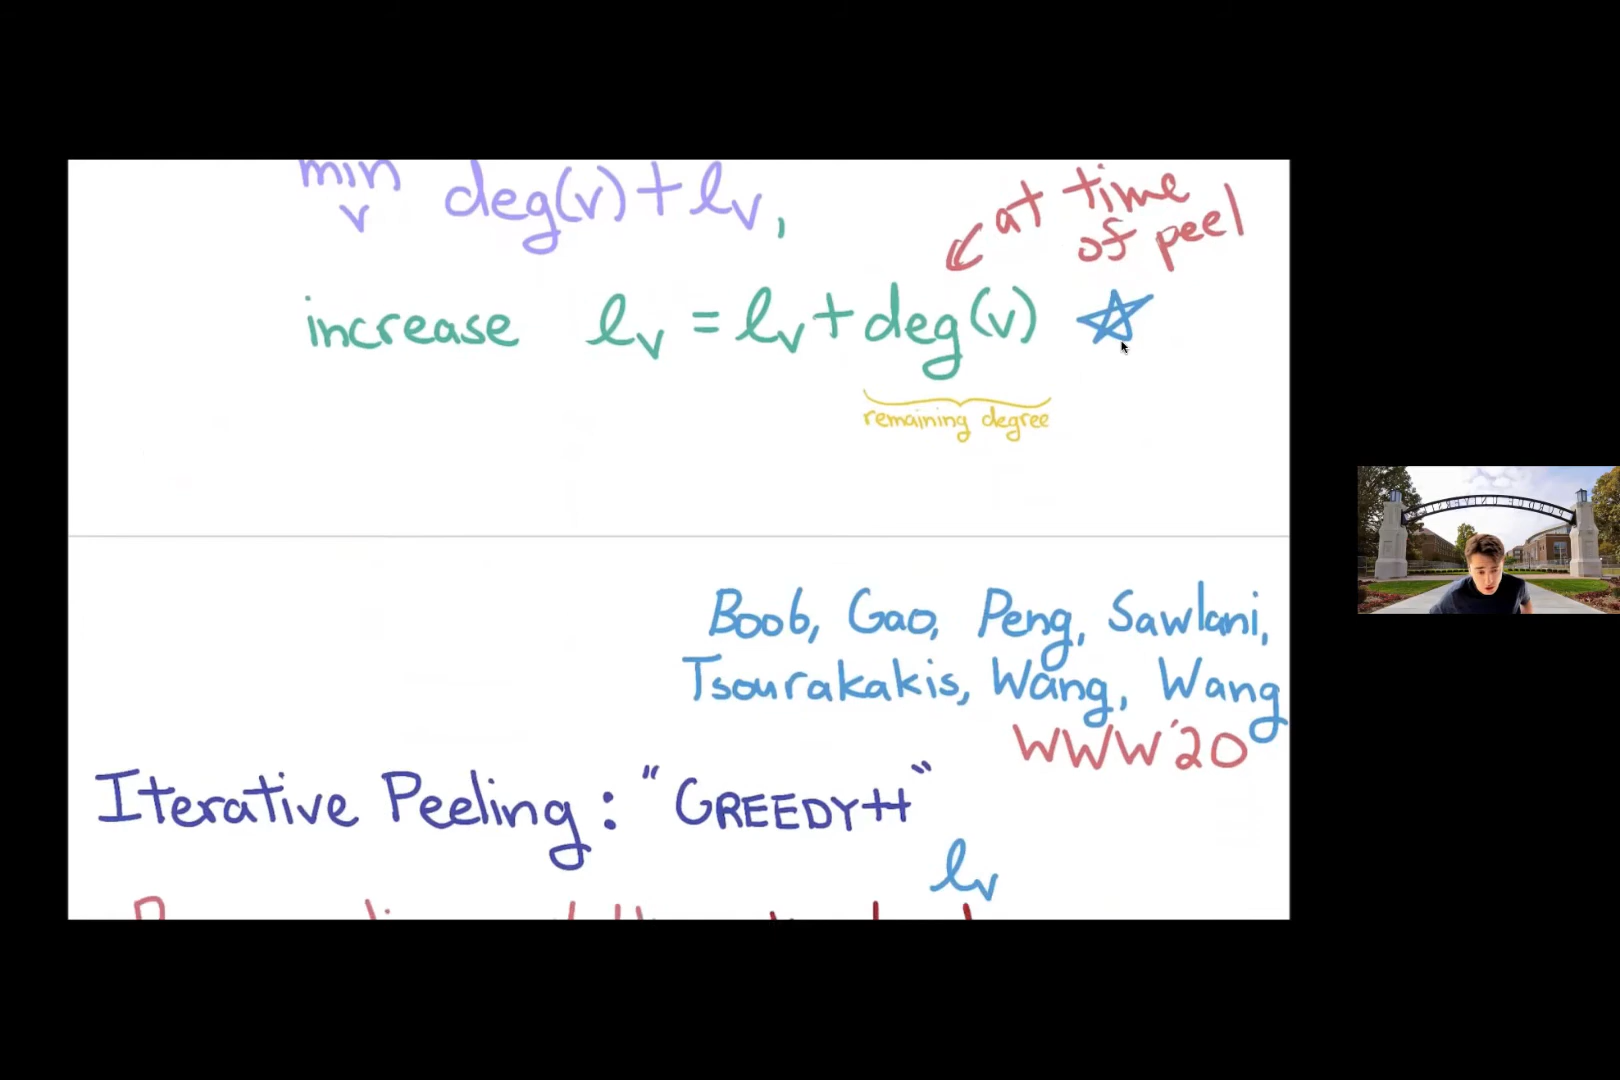 min deg(v) + lv,
v
at time
of peel
increase lv = lv + deg(v)
remaining degree
Boob, Gao, Peng, Sawlani,
Tsourakakis, Wang, Wang
WWW'20
Iterative Peeling: "GREEDY++"
lv